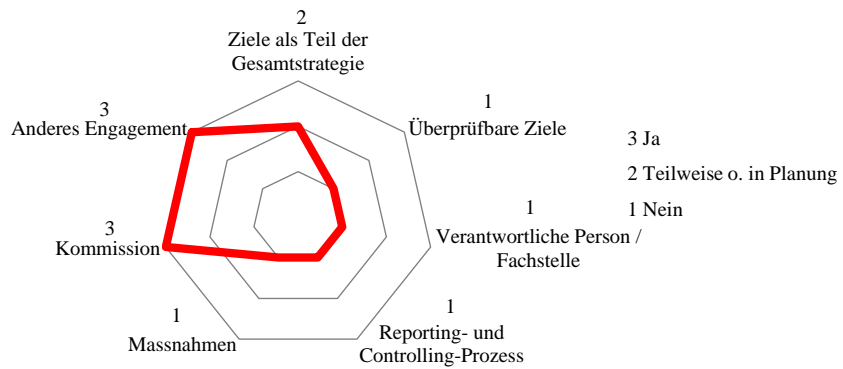 2
Ziele als Teil der
Gesamtstrategie
1
Überprüfbare Ziele
1
Verantwortliche Person /
Fachstelle
1
Reporting- und
Controlling-Prozess
1
Massnahmen
3
Kommission
3
Anderes Engagement
3 Ja
2 Teilweise o. in Planung
1 Nein